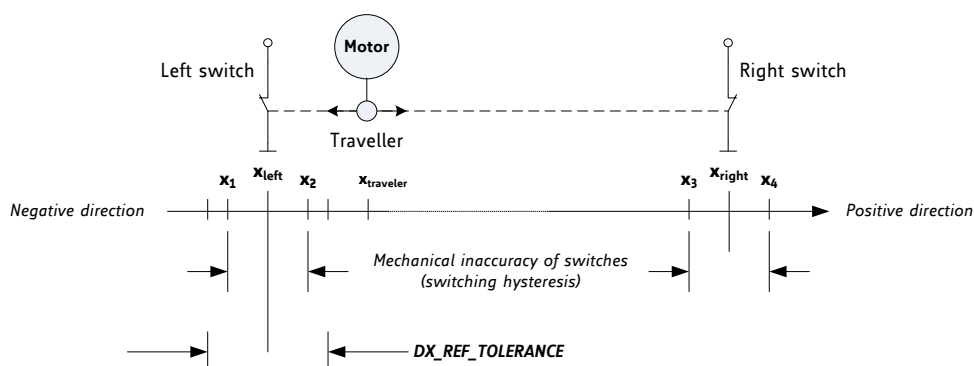 Motor
Left switch
Right switch
Traveller
x1
xleft
x2
xtraveler
x3
xright
x4
Negative direction
Positive direction
Mechanical inaccuracy of switches
(switching hysteresis)
DX_REF_TOLERANCE